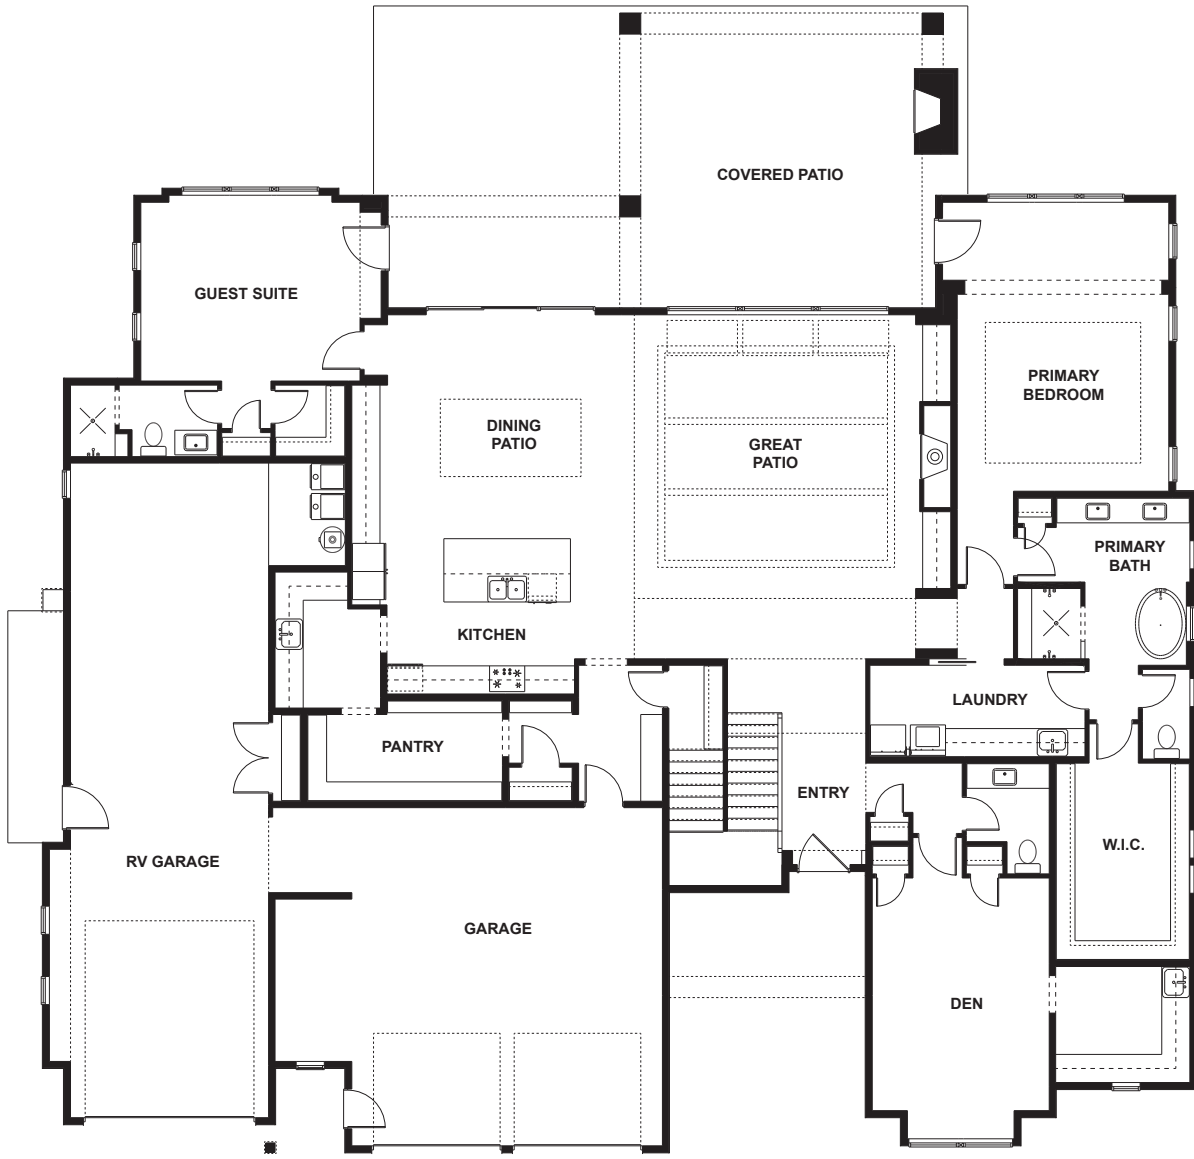 COVERED PATIO
GUEST SUITE
PRIMARY
BEDROOM
DINING
PATIO
GREAT
PATIO
PRIMARY
BATH
KITCHEN
LAUNDRY
PANTRY
ENTRY
W.I.C.
RV GARAGE
GARAGE
DEN